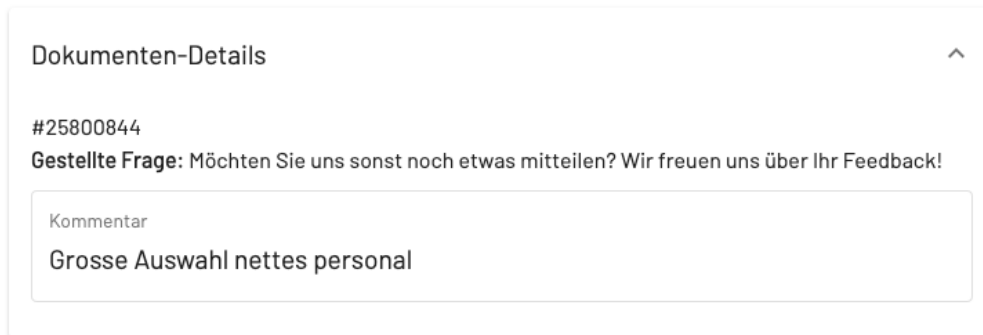 Dokumenten-Details
#25800844
Gestellte Frage: Möchten Sie uns sonst noch etwas mitteilen? Wir freuen uns über Ihr Feedback!
Kommentar
Grosse Auswahl nettes personal